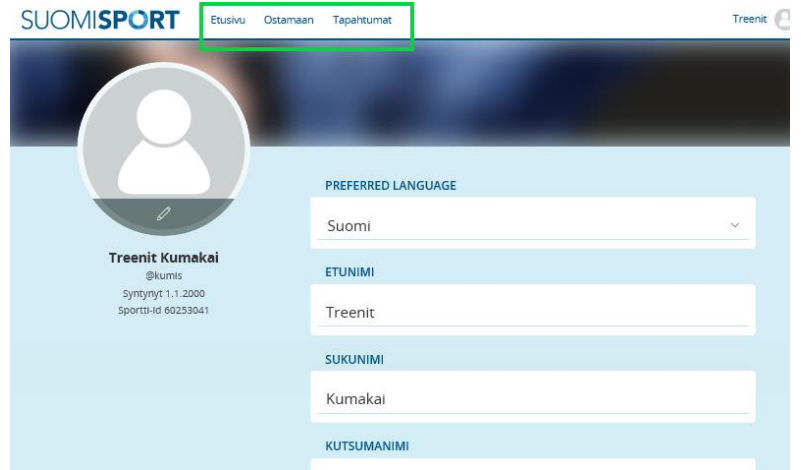 SUOMISPORT Etusivu Ostamaan Tapahtumat Treenit
PREFERRED LANGUAGE
Suomi
Treenit Kumakai
@kumis
Syntynyt 1.1.2000
Sportti-id 60253041
ETUNIMI
Treenit
SUKUNIMI
Kumakai
KUTSUMANIMI